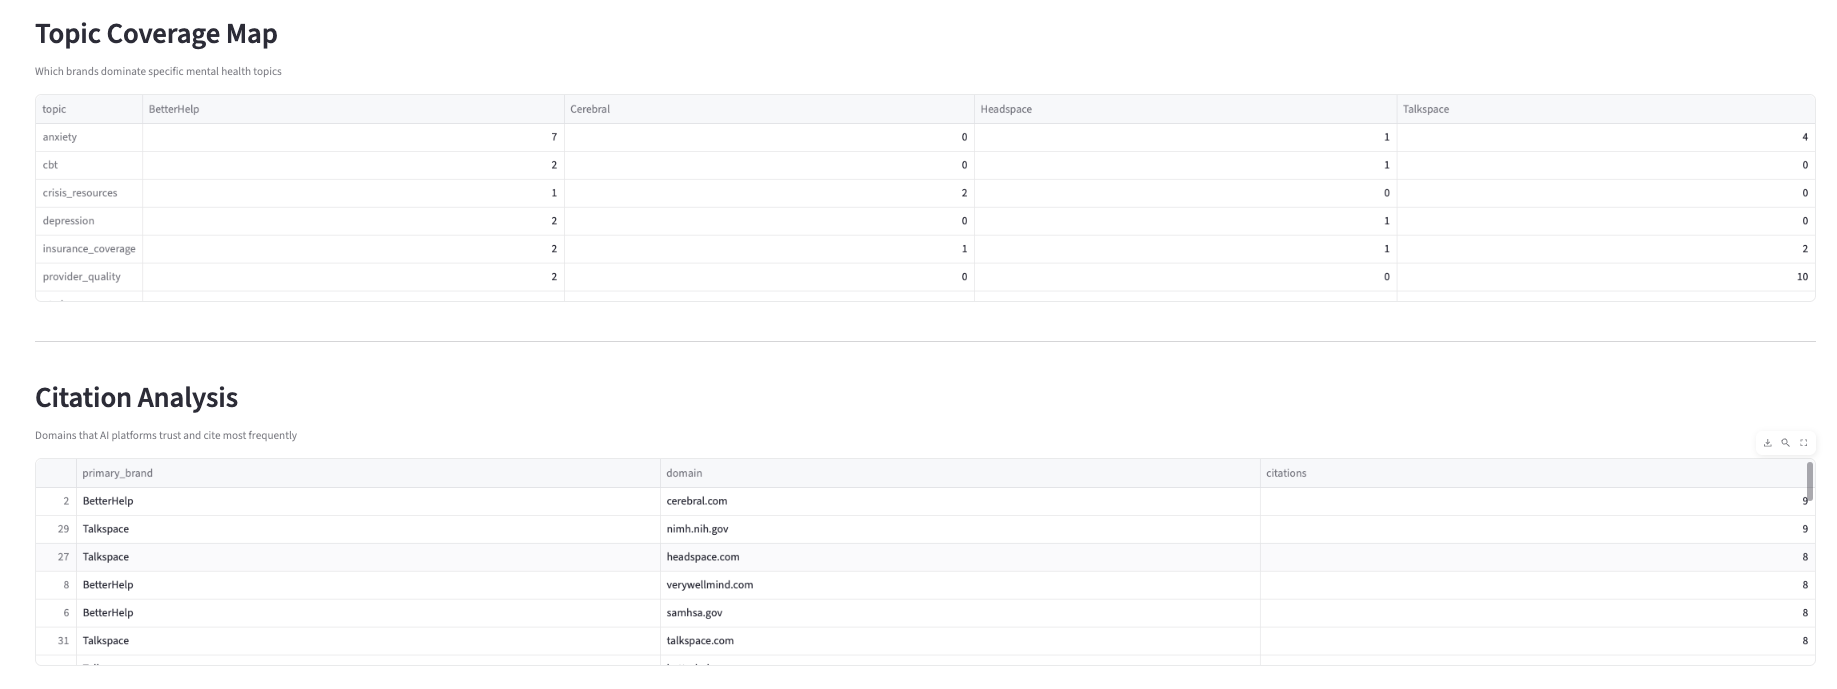 Topic Coverage Map
Which brands dominate specific mental health topics
topic BetterHelp Cerebral Headspace Talkspace
anxiety 7 0 1 4
cbt 2 0 1 0
crisis_resources 1 2 0 0
depression 2 0 1 0
insurance_coverage 2 1 1 2
provider_quality 2 0 0 10
Citation Analysis
Domains that AI platforms trust and cite most frequently
primary_brand domain citations
2 BetterHelp cerebral.com 9
29 Talkspace nimh.nih.gov 9
27 Talkspace headspace.com 8
8 BetterHelp verywellmind.com 8
6 BetterHelp samhsa.gov 8
31 Talkspace talkspace.com 8